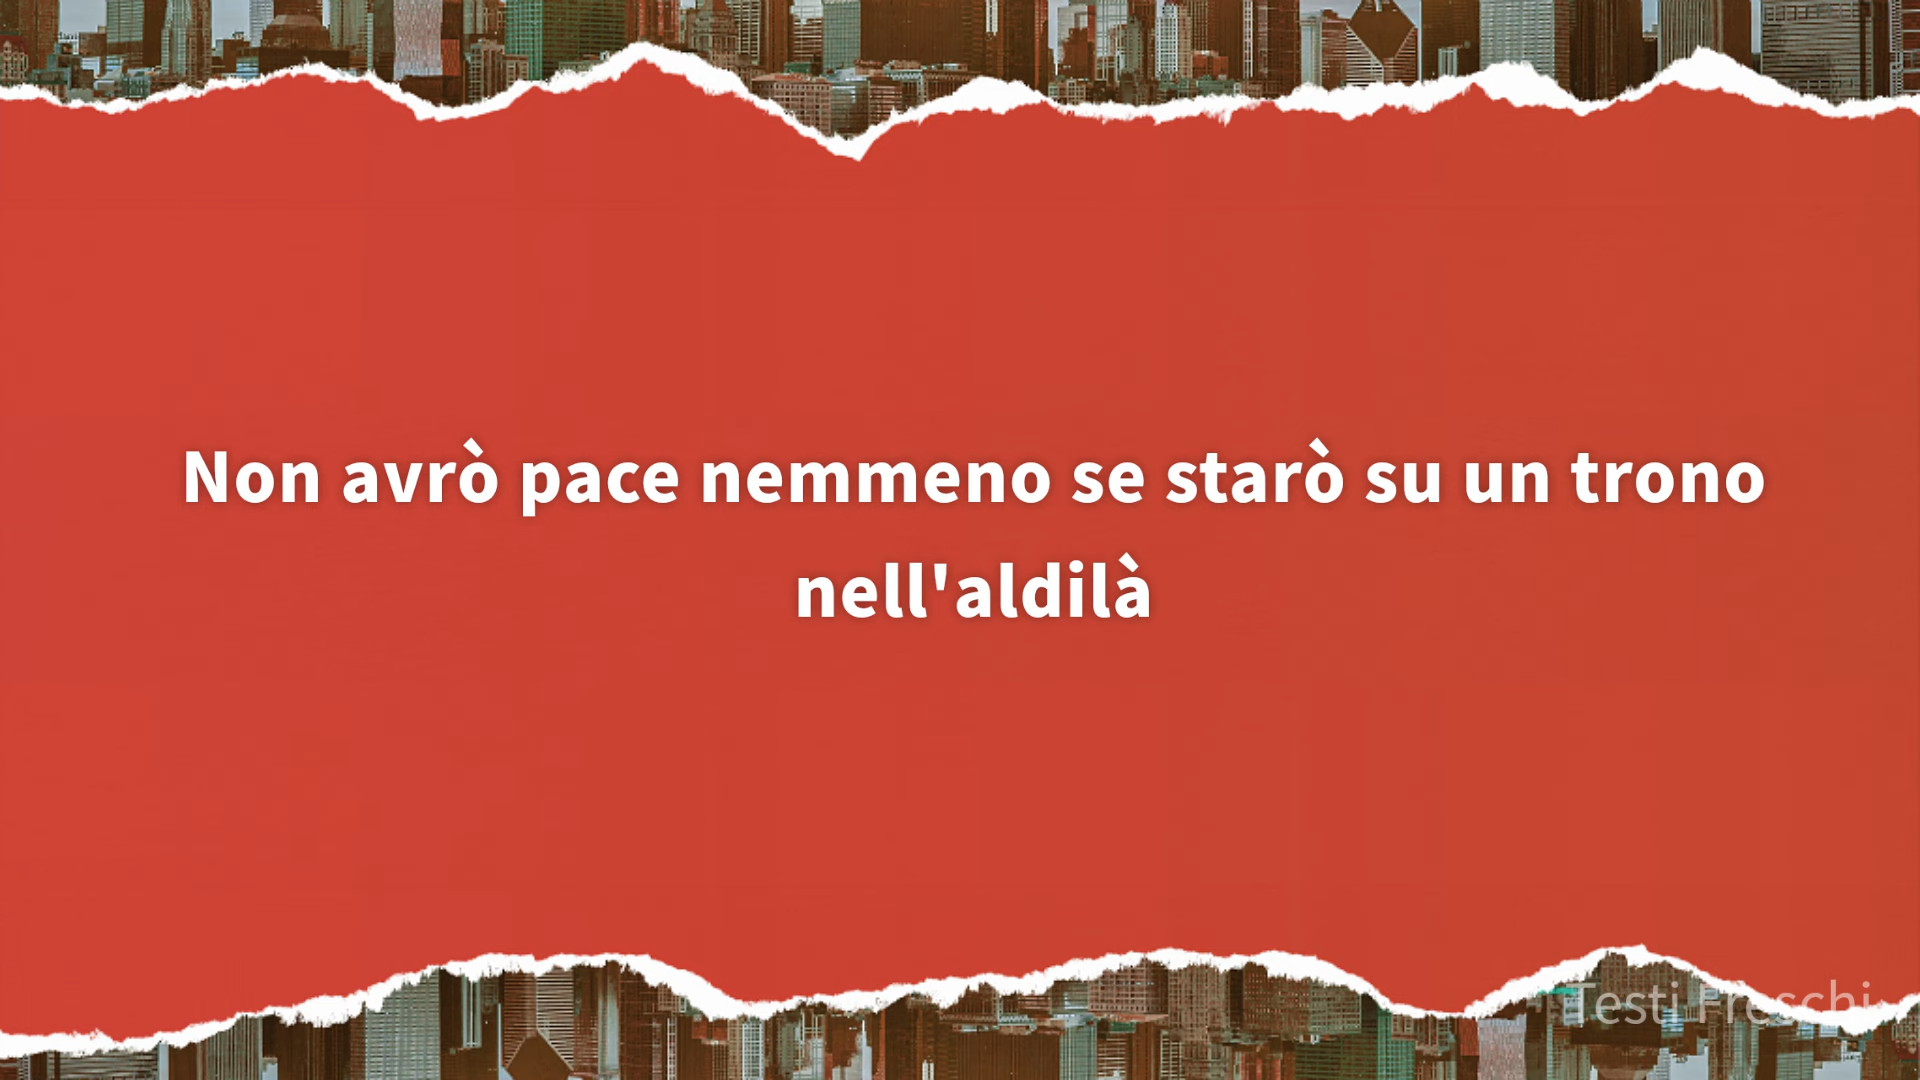 Non avrò pace nemmeno se starò su un trono
nell'aldilà
Testi Freschi